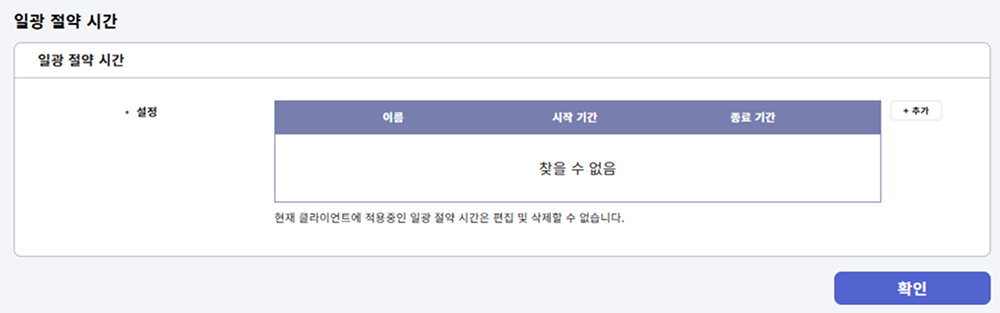 일광 절약 시간
일광 절약 시간
• 설정
이름 시작 기간 종료 기간
+ 추가
찾을 수 없음
현재 클라이언트에 적용중인 일광 절약 시간은 편집 및 삭제할 수 없습니다.
확인